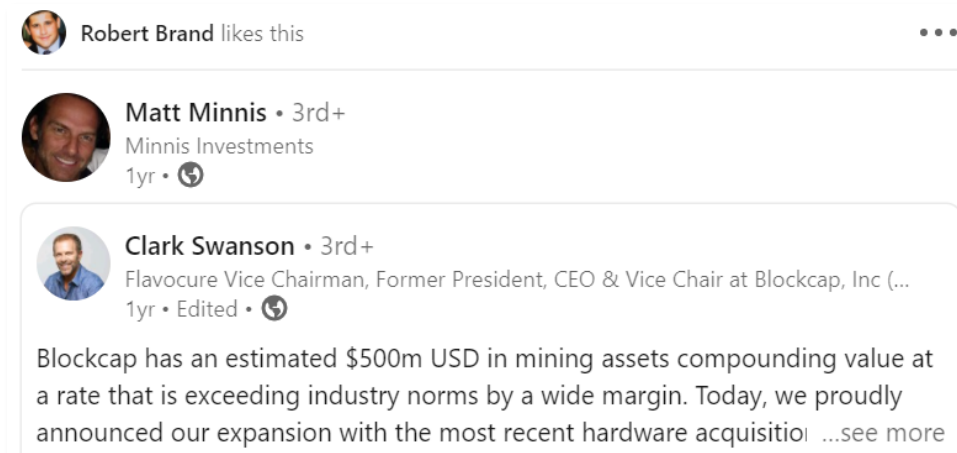 Robert Brand likes this
Matt Minnis • 3rd+
Minnis Investments
1yr •
Clark Swanson • 3rd+
Flavocure Vice Chairman, Former President, CEO & Vice Chair at Blockcap, Inc (...
1yr • Edited •
Blockcap has an estimated $500m USD in mining assets compounding value at
a rate that is exceeding industry norms by a wide margin. Today, we proudly
announced our expansion with the most recent hardware acquisitio ...see more